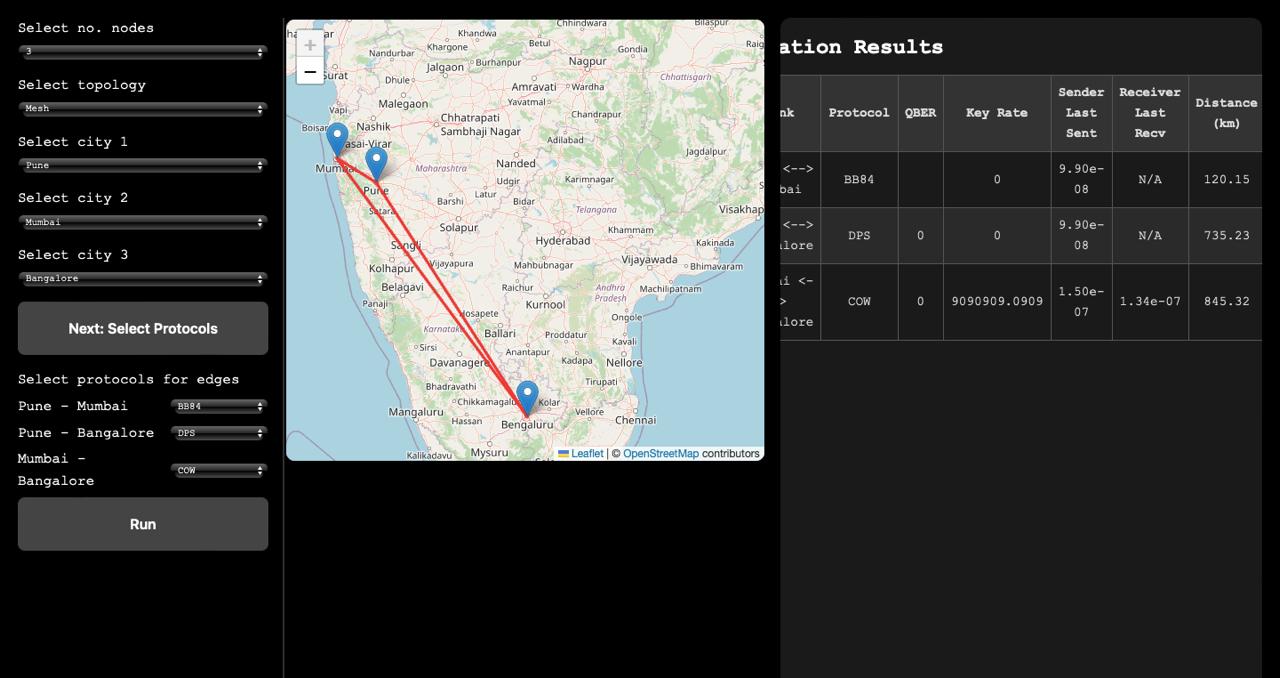 Select no. nodes
3
Select topology
Mesh
Select city 1
Pune
Select city 2
Mumbai
Select city 3
Bangalore
Next: Select Protocols
Select protocols for edges
Pune - Mumbai
BB84
Pune - Bangalore
DPS
Mumbai -
Bangalore
COW
Run
+
−
Chhindwara
Bilaspur
Khandwa
Betul
Khargone
Burhanpur
Gondia
Raig
Nandurbar
Jalgaon
Nagpur
Surat
Dhule
Amravati
Wardha
Chhattisgarh
Yavatmal
Malegaon
Chandrapur
Vapi
Chhatrapati
Sambhaji Nagar
Boisar
Nashik
Vasai-Virar
Jagdalpur
Nanded
Mumbai
Maharashtra
Udgir
Karimnagar
Pune
Latur
Barshi
Bidar
Satara
Telangana
Visakhap
Solapur
Khammam
Hyderabad
Kakinada
Sangli
Vijayawada
Kolhapur
Vijayapura
Mahbubnagar
Bhimavaram
Belagavi
Raichur
Andhra
Pradesh
Machilipatnam
Panaji
Kurnool
Hosapete
Ongole
Karnataka
Ballari
Proddatur
Sirsi
Anantapur
Kavali
Davanagere
Kadapa
Nellore
Bhadravathi
Tirupati
Chikkamagalu
Kolar
Mangaluru
Hassan
Vellore
Chennai
Bengaluru
Kalikadavu
Mysuru
Leaflet | © OpenStreetMap contributors
ation Results
nk Protocol QBER Key Rate Sender Last Sent Receiver Last Recv Distance (km)
<--> bai BB84 0 9.90e-08 N/A 120.15
<--> lore DPS 0 0 9.90e-08 N/A 735.23
ai <-> lore COW 0 9090909.0909 1.50e-07 1.34e-07 845.32